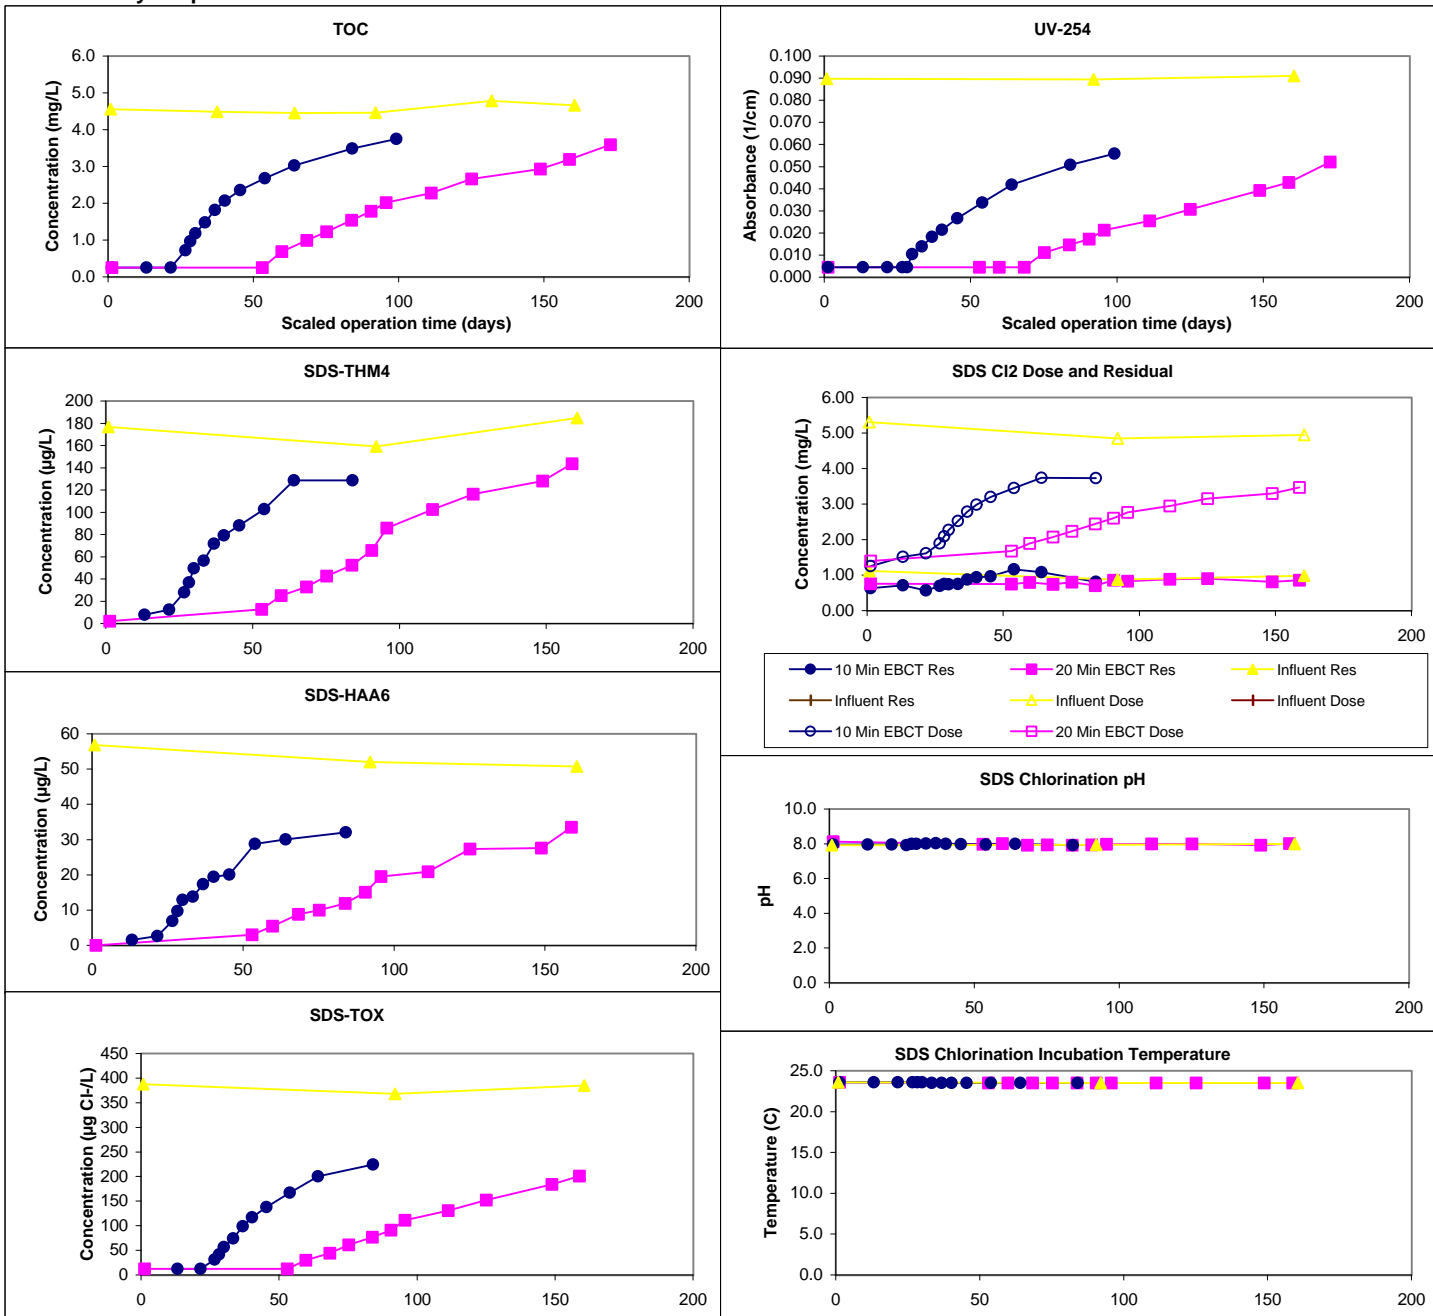 TOC
6.0
5.0
4.0
3.0
2.0
1.0
0.0
Concentration (mg/L)
0 50 100 150 200
Scaled operation time (days)
UV-254
0.100
0.090
0.080
0.070
0.060
0.050
0.040
0.030
0.020
0.010
0.000
Absorbance (1/cm)
0 50 100 150 200
Scaled operation time (days)
SDS-THM4
200
180
160
140
120
100
80
60
40
20
0
Concentration (µg/L)
0 50 100 150 200
SDS Cl2 Dose and Residual
6.00
5.00
4.00
3.00
2.00
1.00
0.00
Concentration (mg/L)
0 50 100 150 200
10 Min EBCT Res 20 Min EBCT Res Influent Res
Influent Res Influent Dose Influent Dose
10 Min EBCT Dose 20 Min EBCT Dose
SDS-HAA6
60
50
40
30
20
10
0
Concentration (µg/L)
0 50 100 150 200
SDS Chlorination pH
10.0
8.0
6.0
4.0
2.0
0.0
pH
0 50 100 150 200
SDS-TOX
450
400
350
300
250
200
150
100
50
0
Concentration (µg Cl-/L)
0 50 100 150 200
SDS Chlorination Incubation Temperature
25.0
20.0
15.0
10.0
5.0
0.0
Temperature (C)
0 50 100 150 200